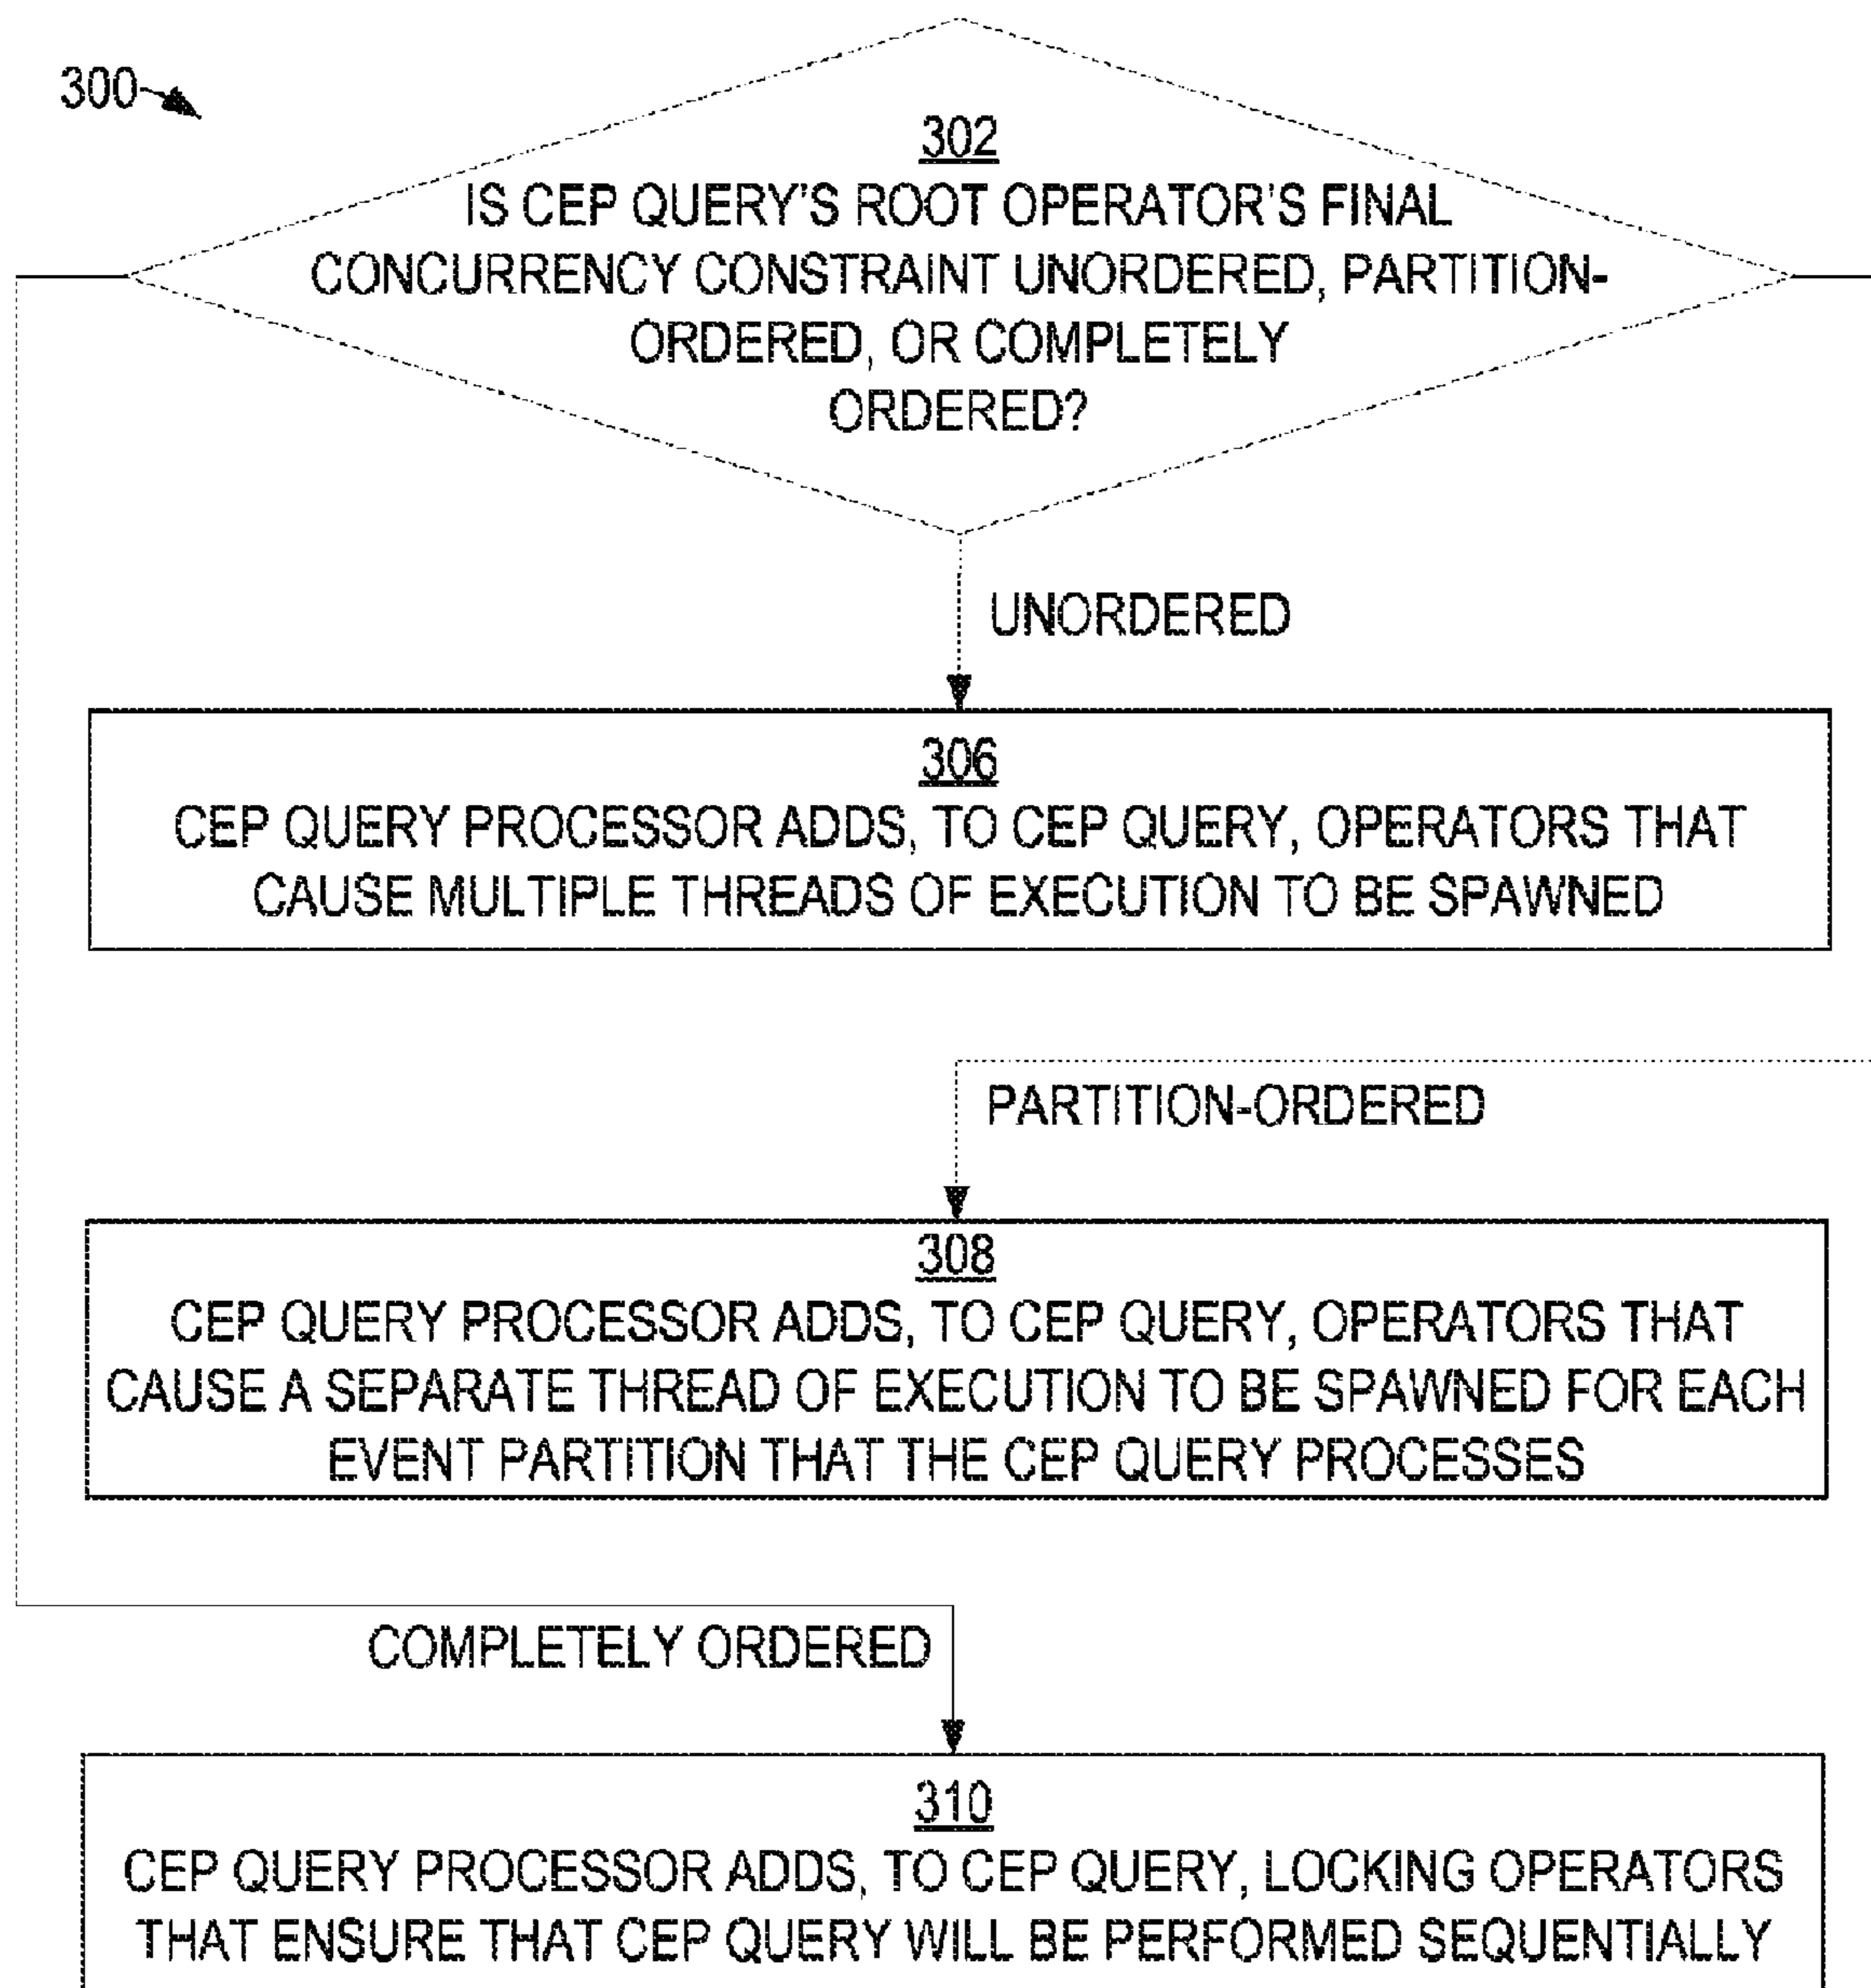 300
302
IS CEP QUERY'S ROOT OPERATOR'S FINAL
CONCURRENCY CONSTRAINT UNORDERED, PARTITION-
ORDERED, OR COMPLETELY
ORDERED?
UNORDERED
306
CEP QUERY PROCESSOR ADDS, TO CEP QUERY, OPERATORS THAT
CAUSE MULTIPLE THREADS OF EXECUTION TO BE SPAWNED
PARTITION-ORDERED
308
CEP QUERY PROCESSOR ADDS, TO CEP QUERY, OPERATORS THAT
CAUSE A SEPARATE THREAD OF EXECUTION TO BE SPAWNED FOR EACH
EVENT PARTITION THAT THE CEP QUERY PROCESSES
COMPLETELY ORDERED
310
CEP QUERY PROCESSOR ADDS, TO CEP QUERY, LOCKING OPERATORS
THAT ENSURE THAT CEP QUERY WILL BE PERFORMED SEQUENTIALLY